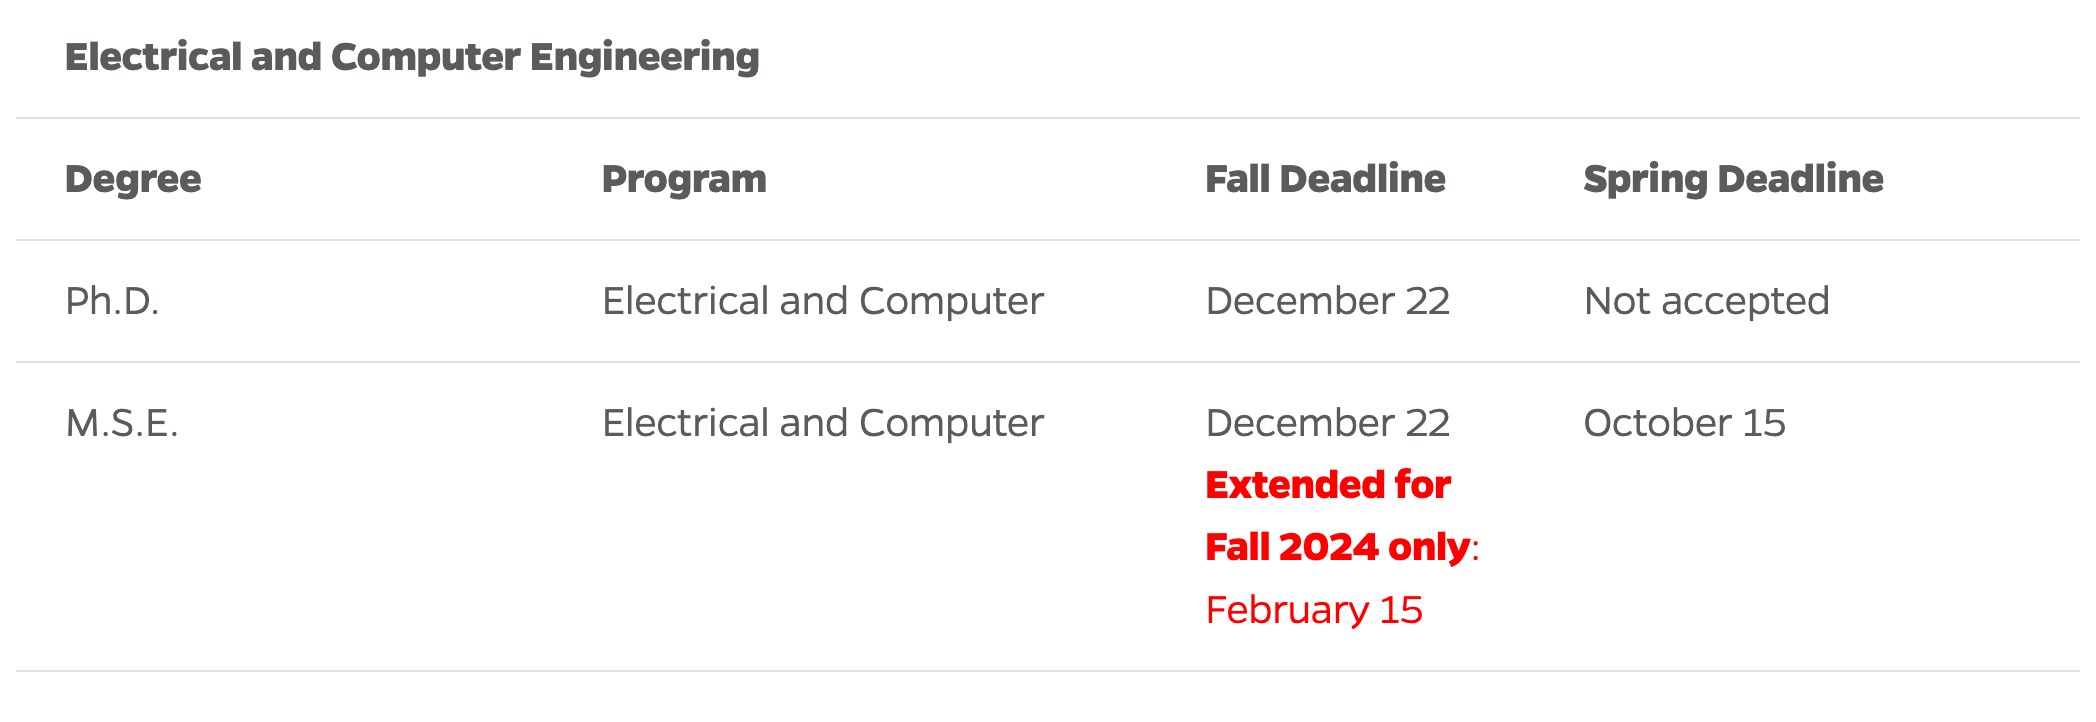 Electrical and Computer Engineering
Degree Program Fall Deadline Spring Deadline
Ph.D. Electrical and Computer December 22 Not accepted
M.S.E. Electrical and Computer December 22 October 15
Extended for
Fall 2024 only:
February 15